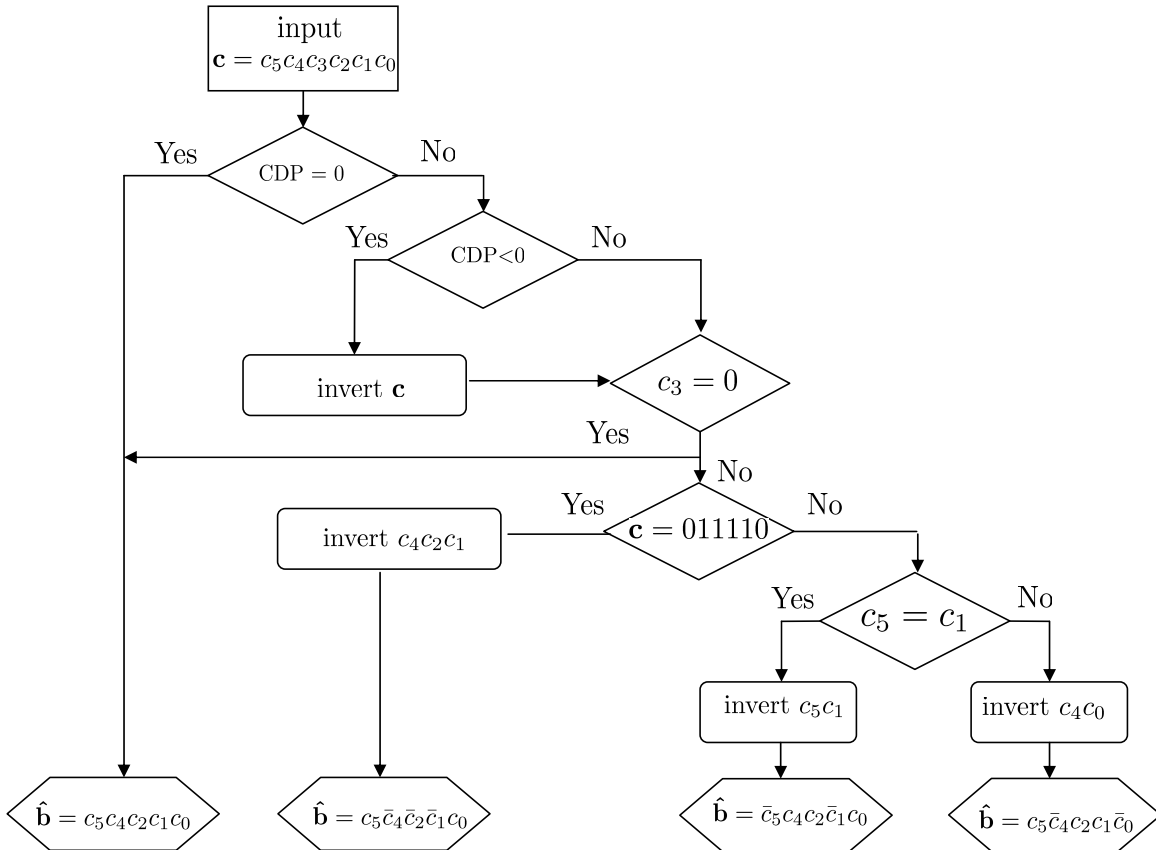 input
𝐜 = c₅c₄c₃c₂c₁c₀
Yes
No
CDP = 0
Yes
No
CDP<0
invert 𝐜
c₃ = 0
Yes
No
Yes
No
𝐜 = 011110
invert c₄c₂c₁
Yes
No
c₅ = c₁
invert c₅c₁
invert c₄c₀
𝐛̂ = c₅c₄c₂c₁c₀
𝐛̂ = c₅c̄₄c̄₂c̄₁c₀
𝐛̂ = c̄₅c₄c₂c̄₁c₀
𝐛̂ = c₅c̄₄c₂c₁c̄₀